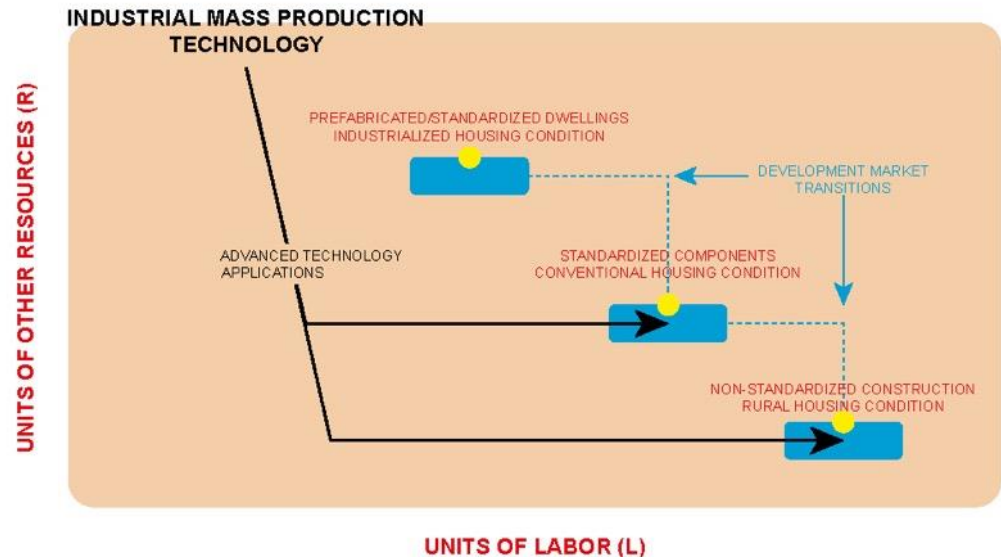 INDUSTRIAL MASS PRODUCTION
TECHNOLOGY
UNITS OF OTHER RESOURCES (R)
PREFABRICATED/STANDARDIZED DWELLINGS
INDUSTRIALIZED HOUSING CONDITION
DEVELOPMENT MARKET
TRANSITIONS
ADVANCED TECHNOLOGY
APPLICATIONS
STANDARDIZED COMPONENTS
CONVENTIONAL HOUSING CONDITION
NON-STANDARDIZED CONSTRUCTION
RURAL HOUSING CONDITION
UNITS OF LABOR (L)